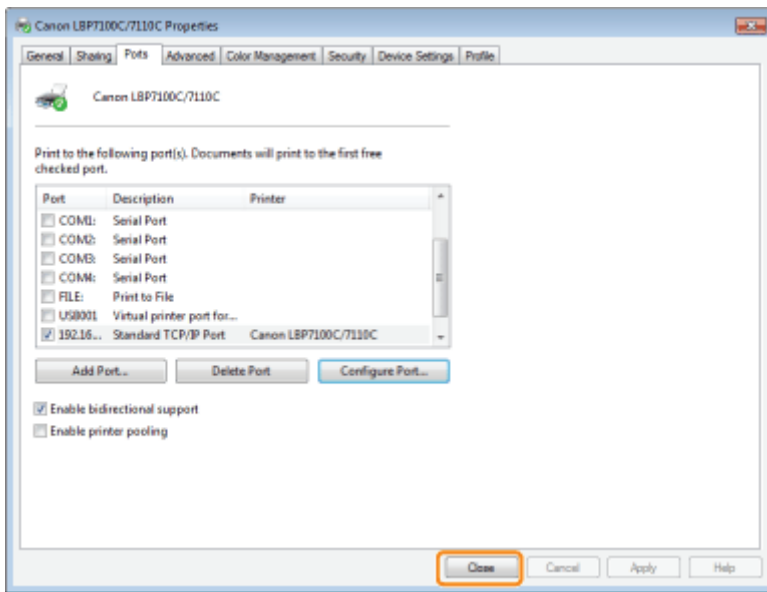 Canon LBP7100C/7110C Properties
General Sharing Ports Advanced Color Management Security Device Settings Profile
Canon LBP7100C/7110C
Print to the following port(s). Documents will print to the first free
checked port.
Port Description Printer
COM1: Serial Port
COM2: Serial Port
COM3: Serial Port
COM4: Serial Port
FILE: Print to File
USB001 Virtual printer port for...
192.16... Standard TCP/IP Port Canon LBP7100C/7110C
Add Port... Delete Port Configure Port...
Enable bidirectional support
Enable printer pooling
Close Cancel Apply Help